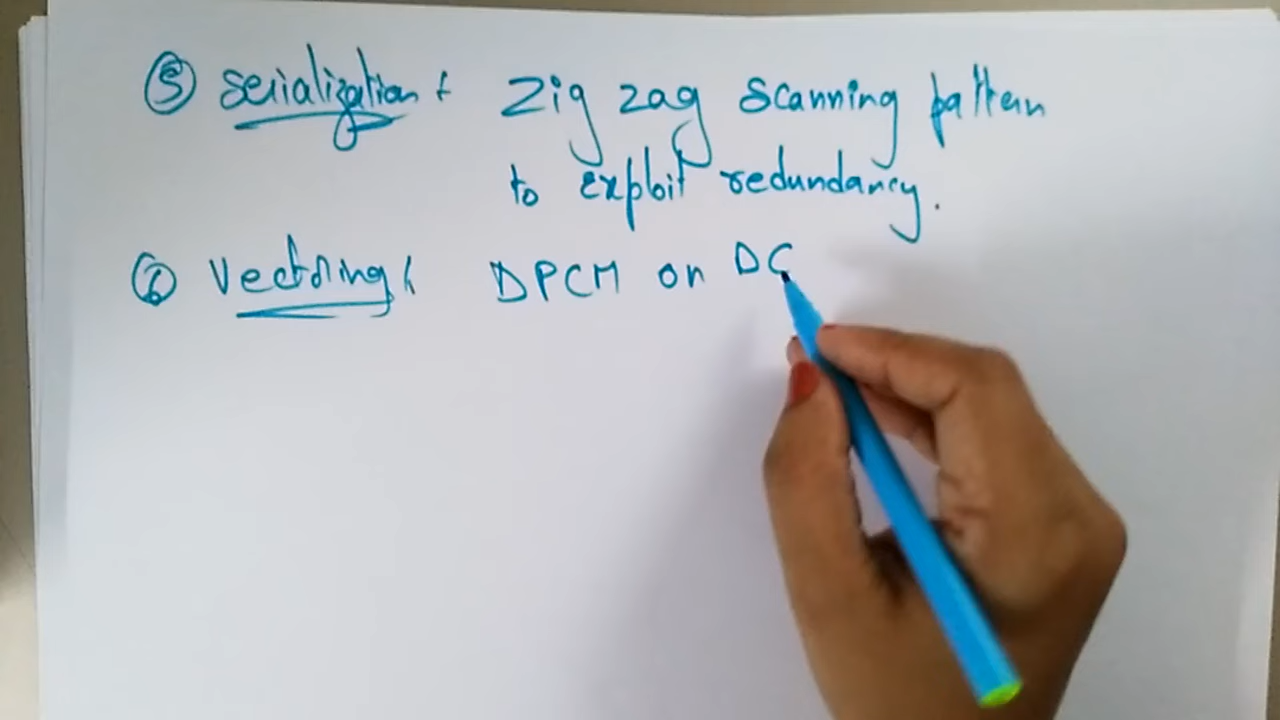 ⑤ serialization : Zig zag scanning pattern
to exploit redundancy.
⑥ Vectoring : DPCM on DC